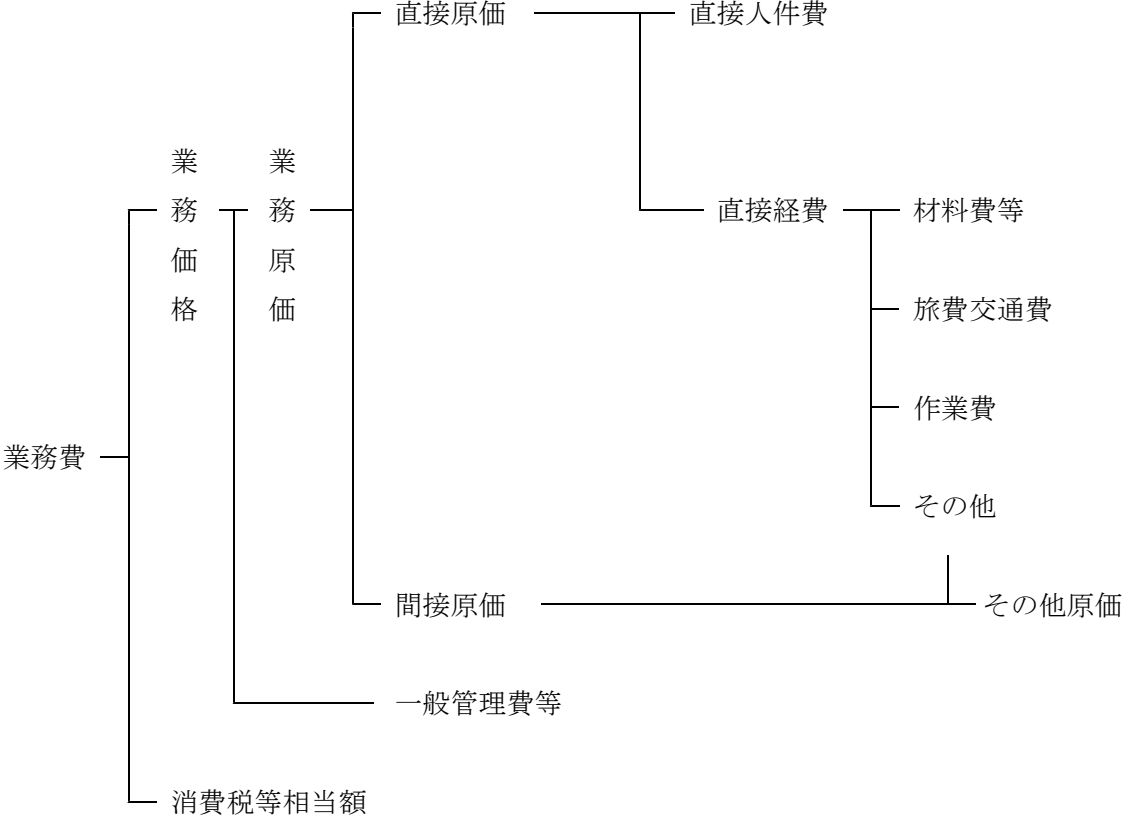 直接原価
直接人件費
業務価格
業務原価
直接経費
材料費等
旅費交通費
作業費
業務費
その他
間接原価
その他原価
一般管理費等
消費税等相当額